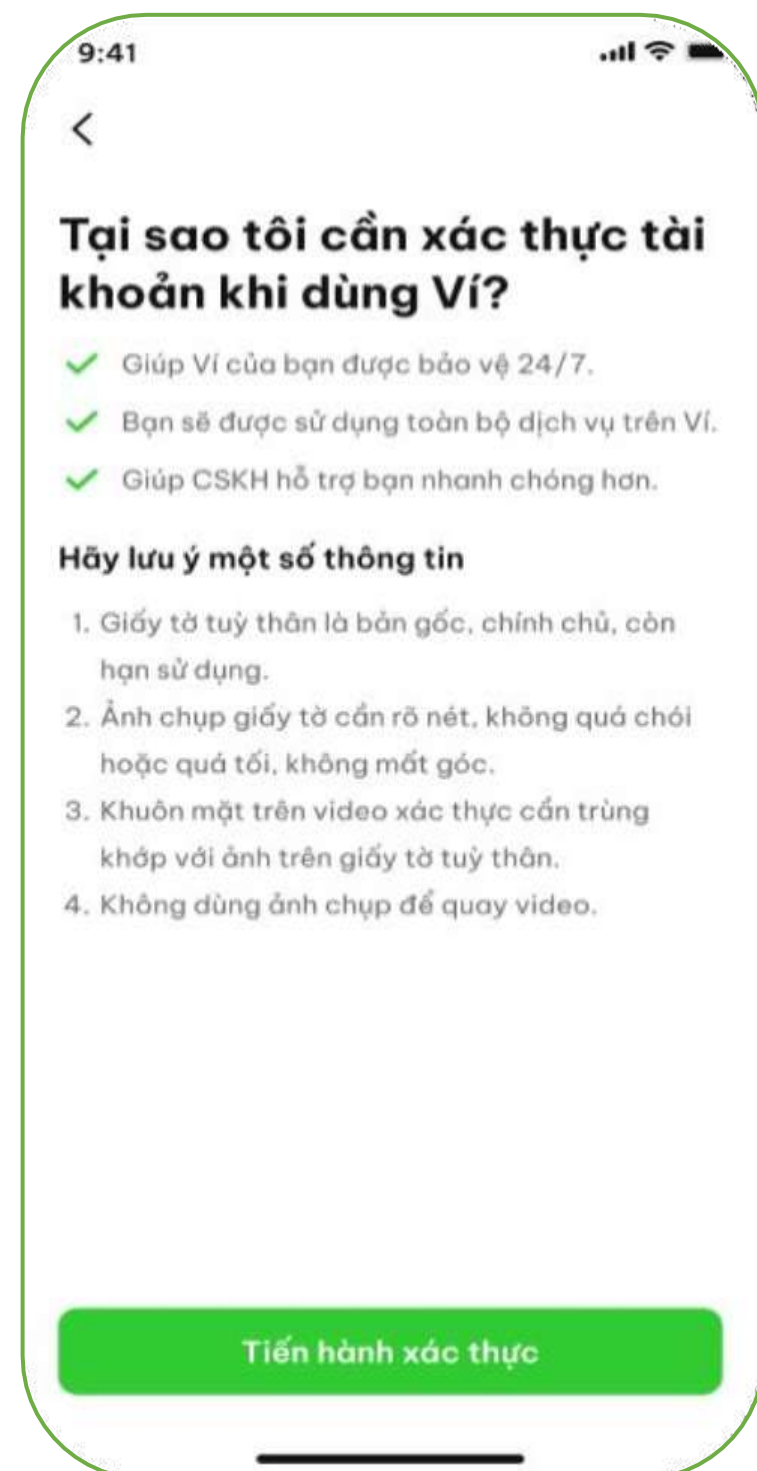 9:41
Tại sao tôi cần xác thực tài
khoản khi dùng Ví?
Giúp Ví của bạn được bảo vệ 24/7.
Bạn sẽ được sử dụng toàn bộ dịch vụ trên Ví.
Giúp CSKH hỗ trợ bạn nhanh chóng hơn.
Hãy lưu ý một số thông tin
1. Giấy tờ tuỳ thân là bản gốc, chính chủ, còn
hạn sử dụng.
2. Ảnh chụp giấy tờ cần rõ nét, không quá chói
hoặc quá tối, không mất góc.
3. Khuôn mặt trên video xác thực cần trùng
khớp với ảnh trên giấy tờ tuỳ thân.
4. Không dùng ảnh chụp để quay video.
Tiến hành xác thực